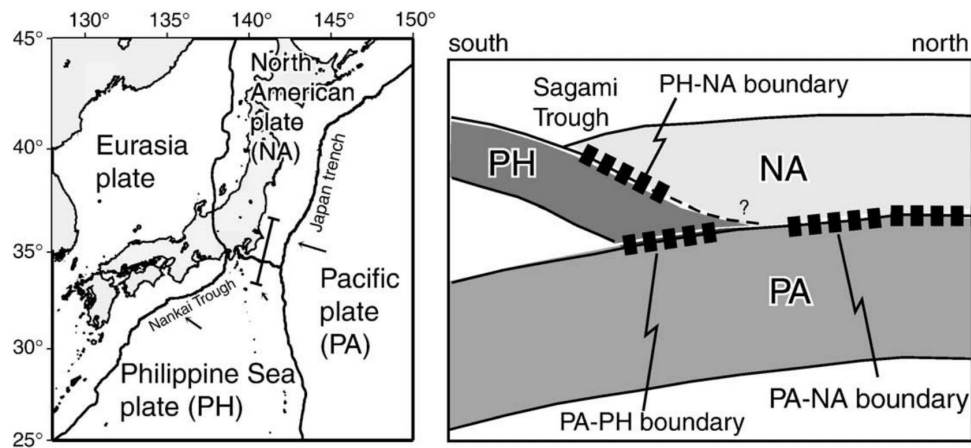 130°
135°
140°
145°
150°
45°
40°
35°
30°
25°
North
American
plate
(NA)
Eurasia
plate
Japan trench
Pacific
plate
(PA)
Nankai Trough
Philippine Sea
plate (PH)
south
north
Sagami
Trough
PH-NA boundary
PH
NA
?
PA
PA-PH boundary
PA-NA boundary